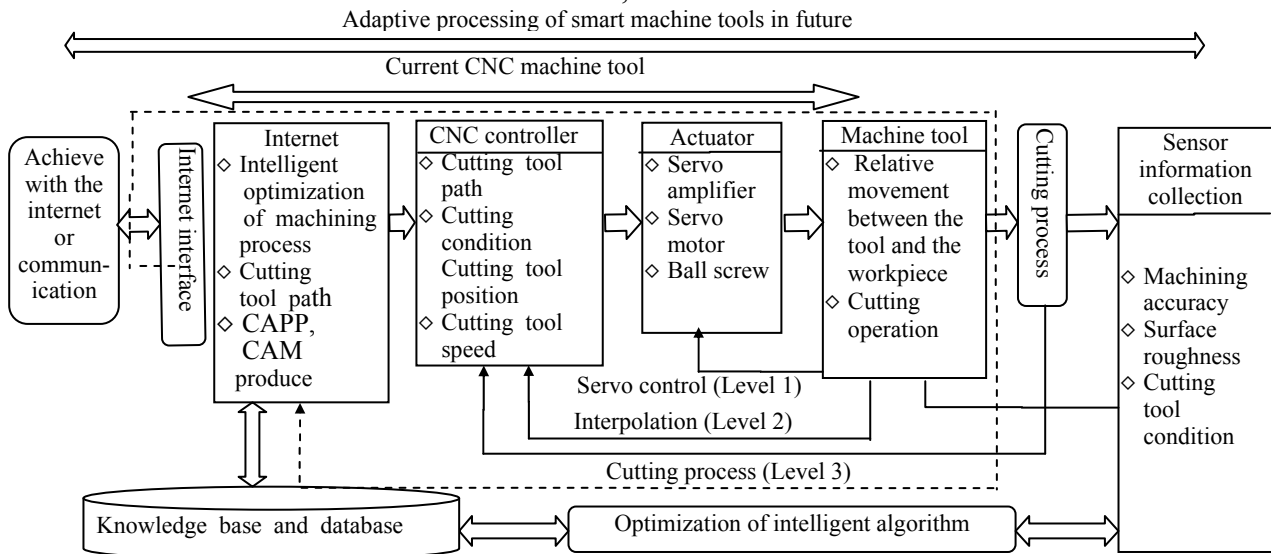 Adaptive processing of smart machine tools in future
Current CNC machine tool
Achieve
with the
internet
or
commun-
ication
Internet interface
Internet
◇ Intelligent
optimization
of machining
process
◇ Cutting
tool path
◇ CAPP,
CAM
produce
CNC controller
◇ Cutting tool
path
◇ Cutting
condition
Cutting tool
position
◇ Cutting tool
speed
Actuator
◇ Servo
amplifier
◇ Servo
motor
◇ Ball screw
Machine tool
◇ Relative
movement
between the
tool and the
workpiece
◇ Cutting
operation
Cutting process
Sensor
information
collection
◇ Machining
accuracy
◇ Surface
roughness
◇ Cutting
tool
condition
Servo control (Level 1)
Interpolation (Level 2)
Cutting process (Level 3)
Knowledge base and database
Optimization of intelligent algorithm